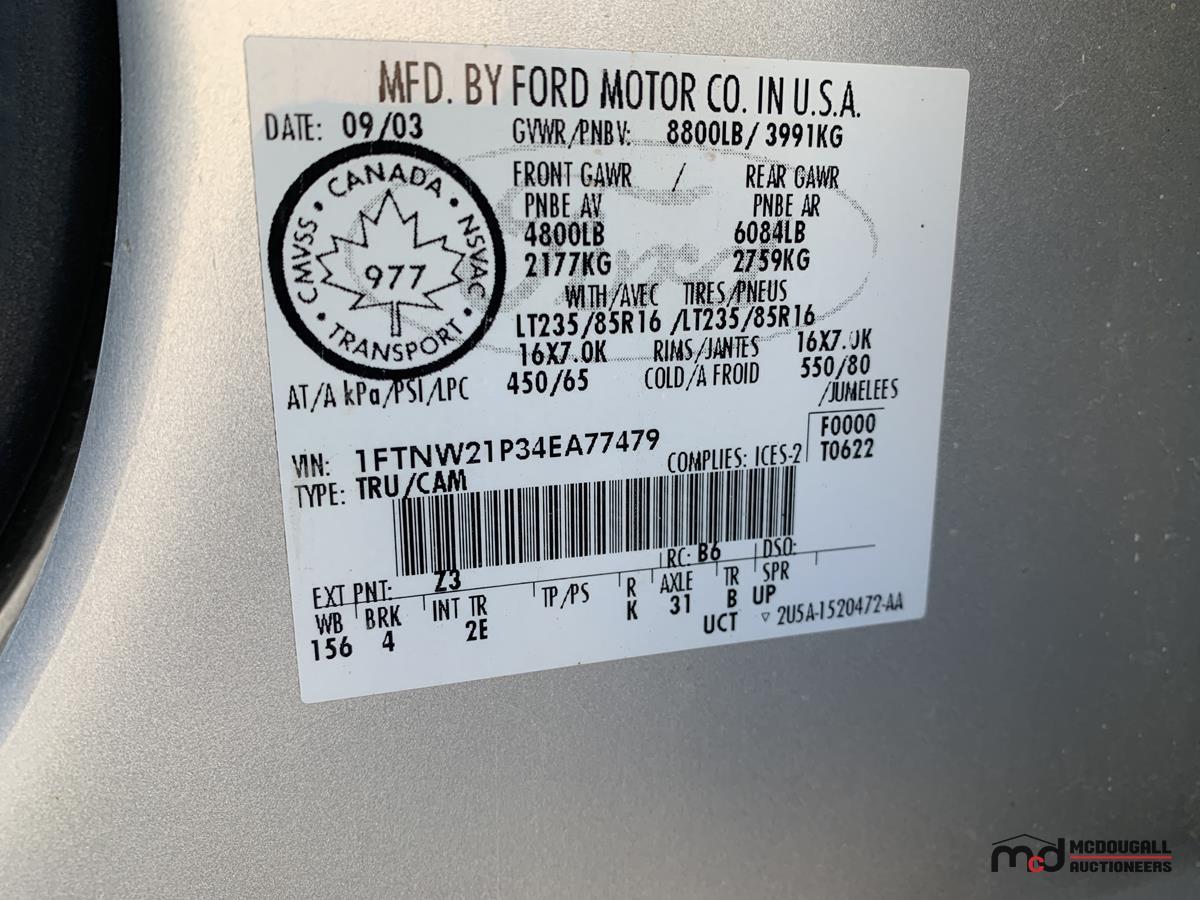 MFD. BY FORD MOTOR CO. IN U.S.A.
DATE: 09/03 GVWR/PNBV: 8800LB/ 3991KG
CANADA • NSVAC • TRANSPORT • CMVSS •
977
FRONT GAWR / REAR GAWR
PNBE AV PNBE AR
4800LB 6084LB
2177KG 2759KG
WITH/AVEC TIRES/PNEUS
LT235/85R16 /LT235/85R16
16X7.0K RIMS/JANTES 16X7.0K
AT/A kPa/PSI/LPC 450/65 COLD/A FROID 550/80
/JUMELEES
VIN: 1FTNW21P34EA77479 F0000
TYPE: TRU/CAM COMPLIES: ICES-2 T0622
EXT PNT: Z3 RC: B6 DSO:
WB BRK INT TR TP/PS R AXLE TR SPR
156 4 2E K 31 B UP
UCT ▽ 2U5A-1520472-AA
Ford
mcd MCDOUGALL
AUCTIONEERS